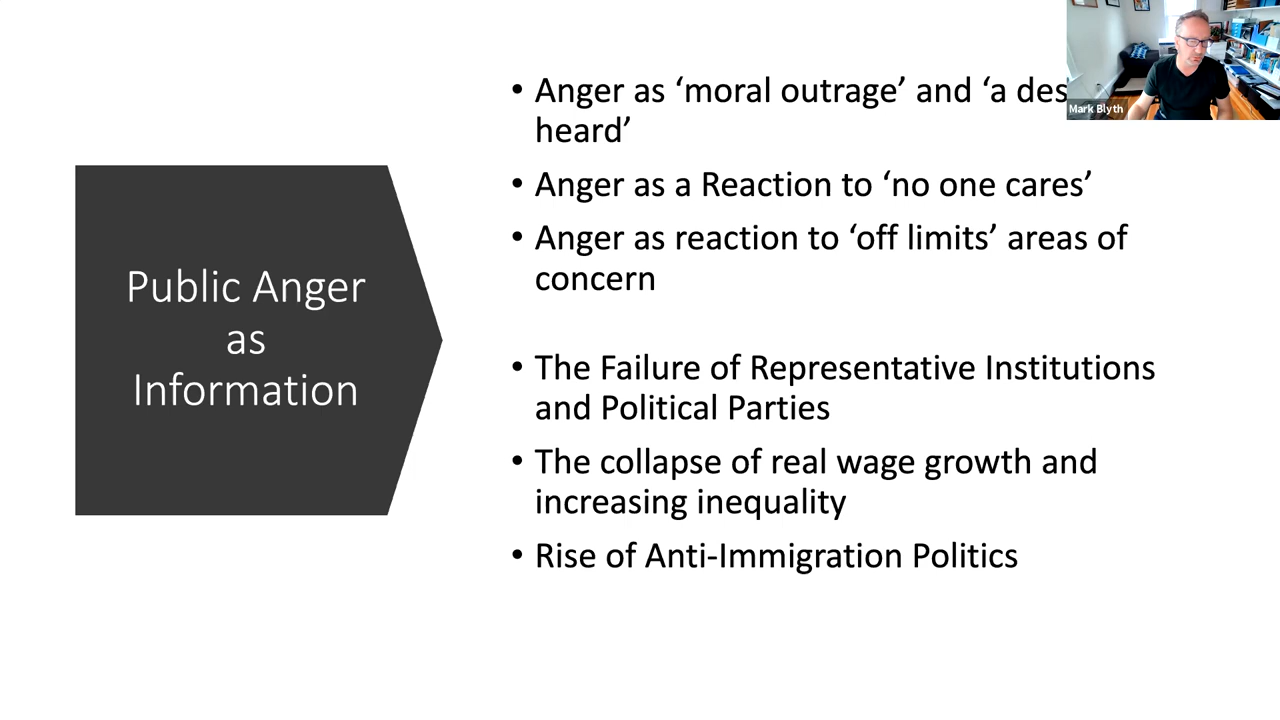 Public Anger
as
Information
• Anger as ‘moral outrage’ and ‘a
heard’
• Anger as a Reaction to ‘no one cares’
• Anger as reaction to ‘off limits’ areas of
concern
• The Failure of Representative Institutions
and Political Parties
• The collapse of real wage growth and
increasing inequality
• Rise of Anti-Immigration Politics
Mark Blyth